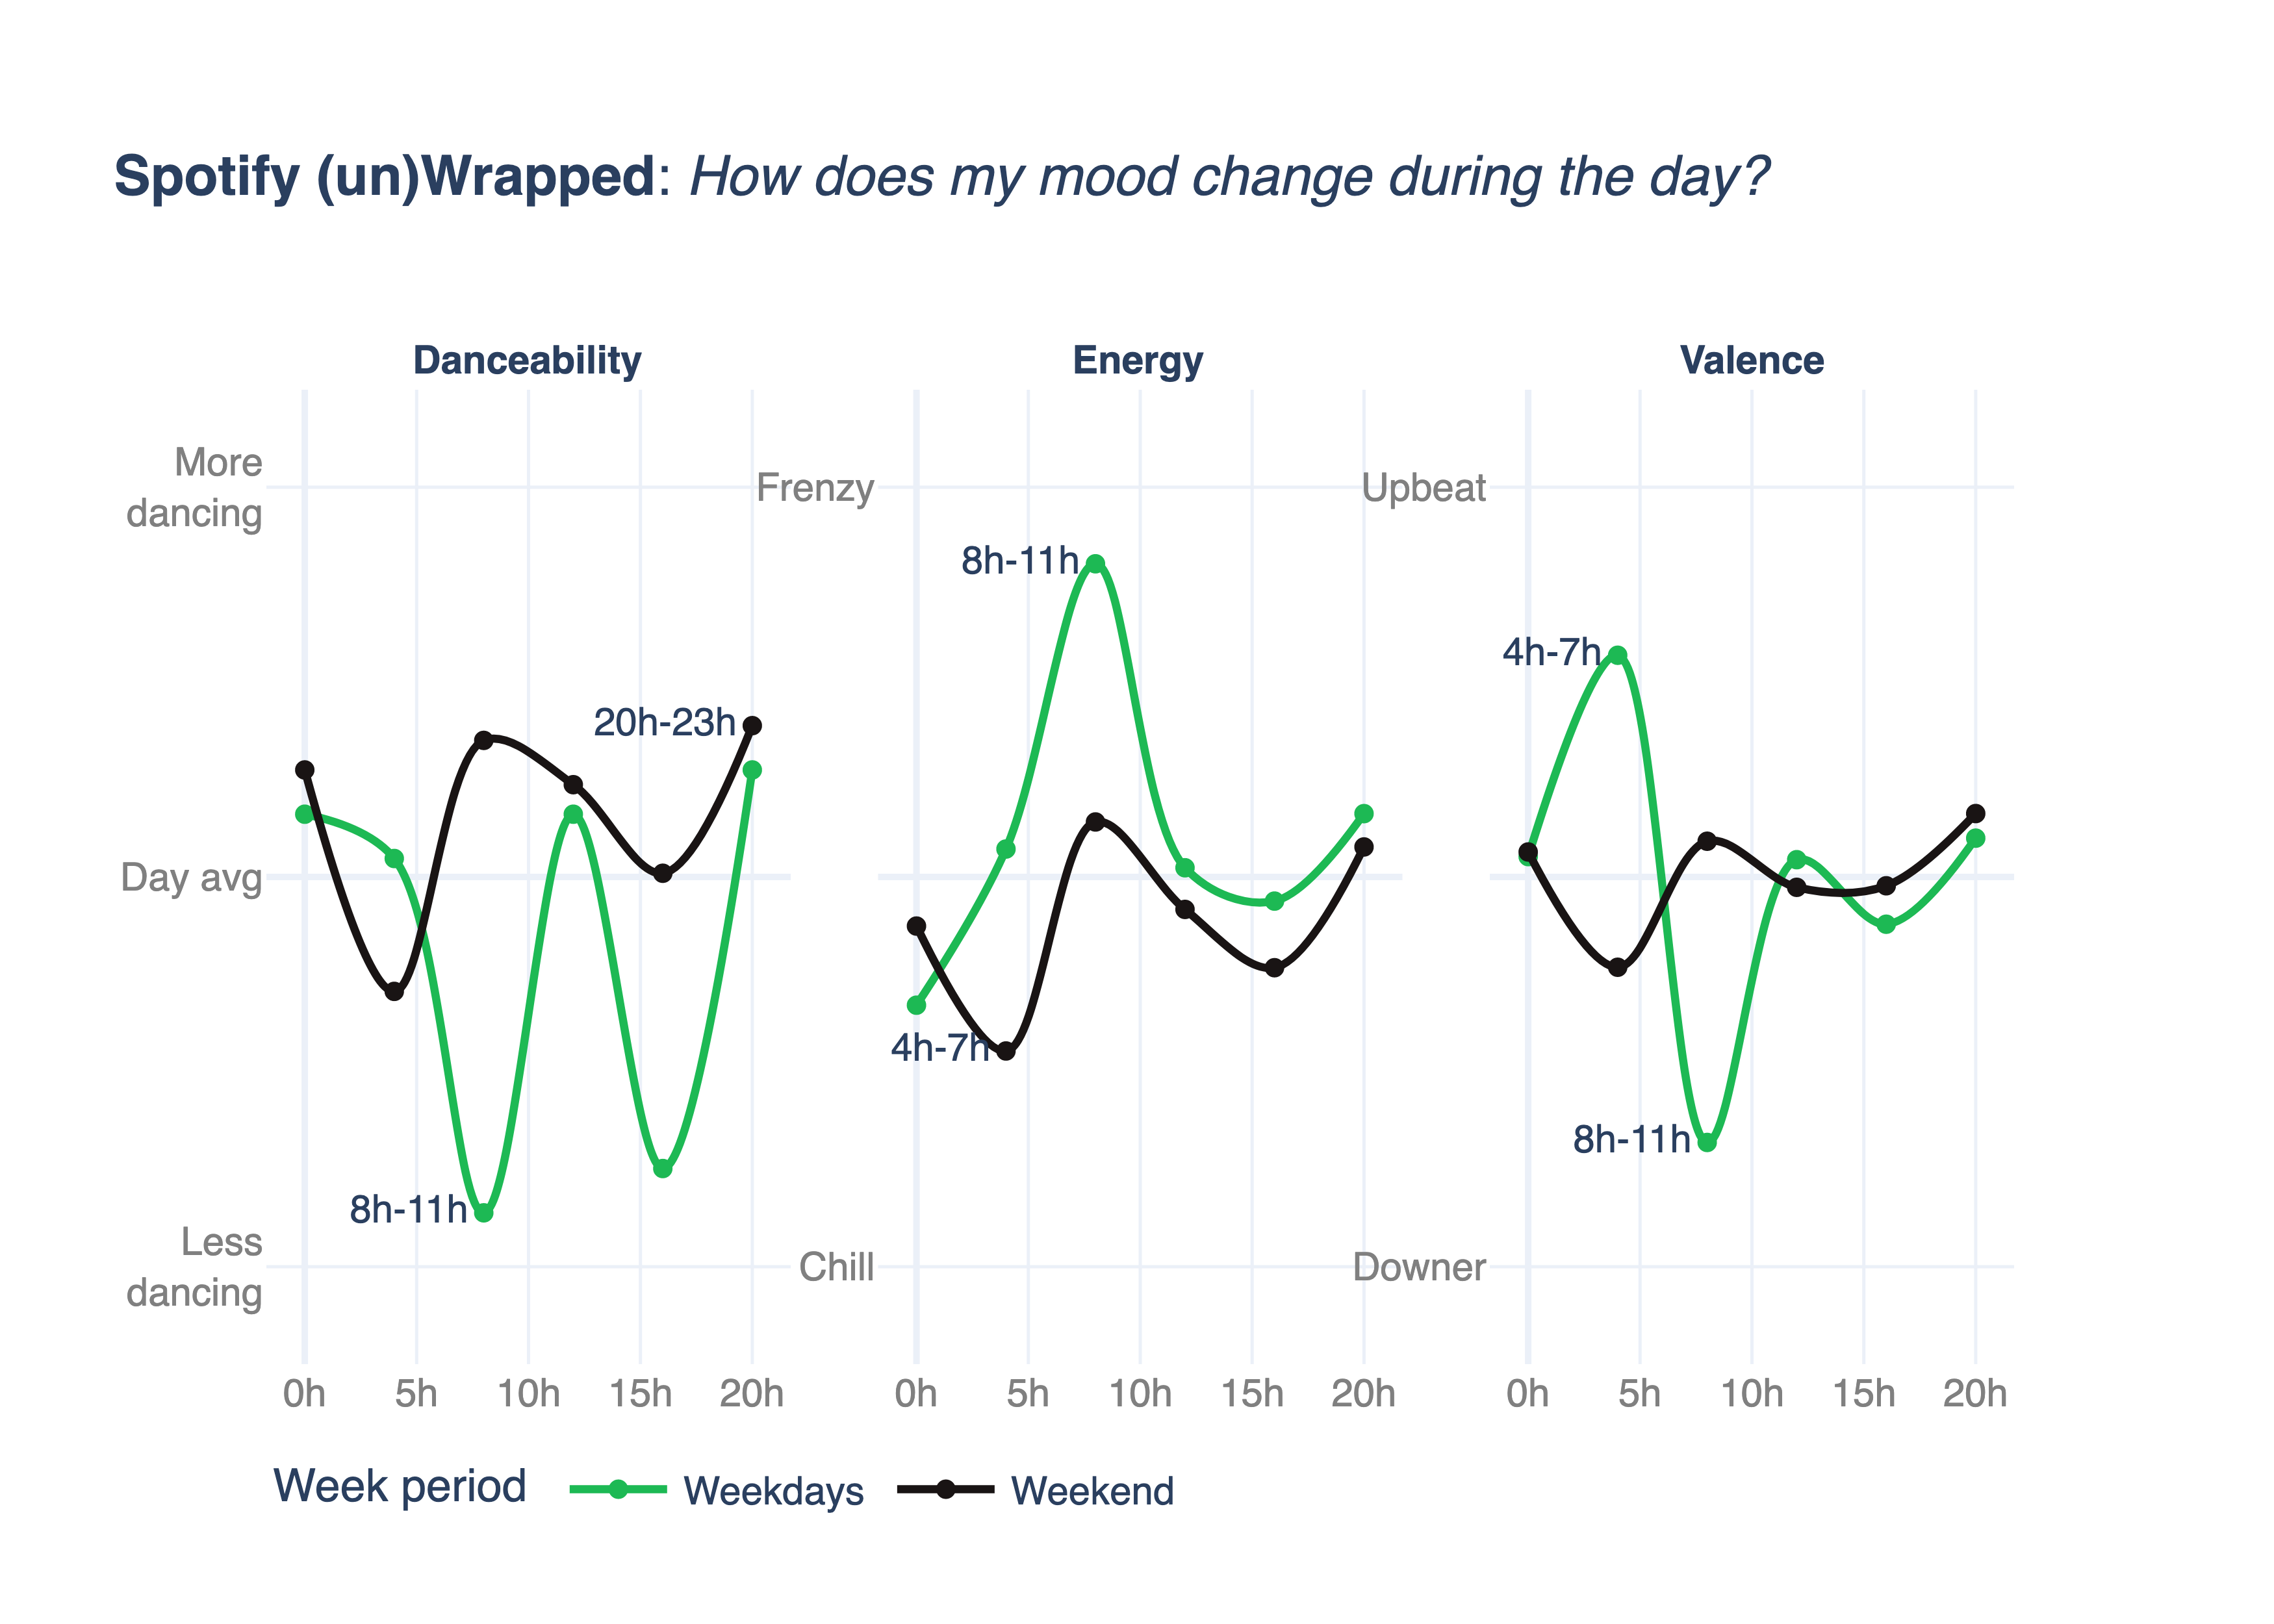 Spotify (un)Wrapped: How does my mood change during the day?
Danceability
Energy
Valence
More
dancing
Day avg
Less
dancing
20h-23h
8h-11h
0h 5h 10h 15h 20h
Frenzy
Chill
8h-11h
4h-7h
0h 5h 10h 15h 20h
Upbeat
Downer
4h-7h
8h-11h
0h 5h 10h 15h 20h
Week period Weekdays Weekend